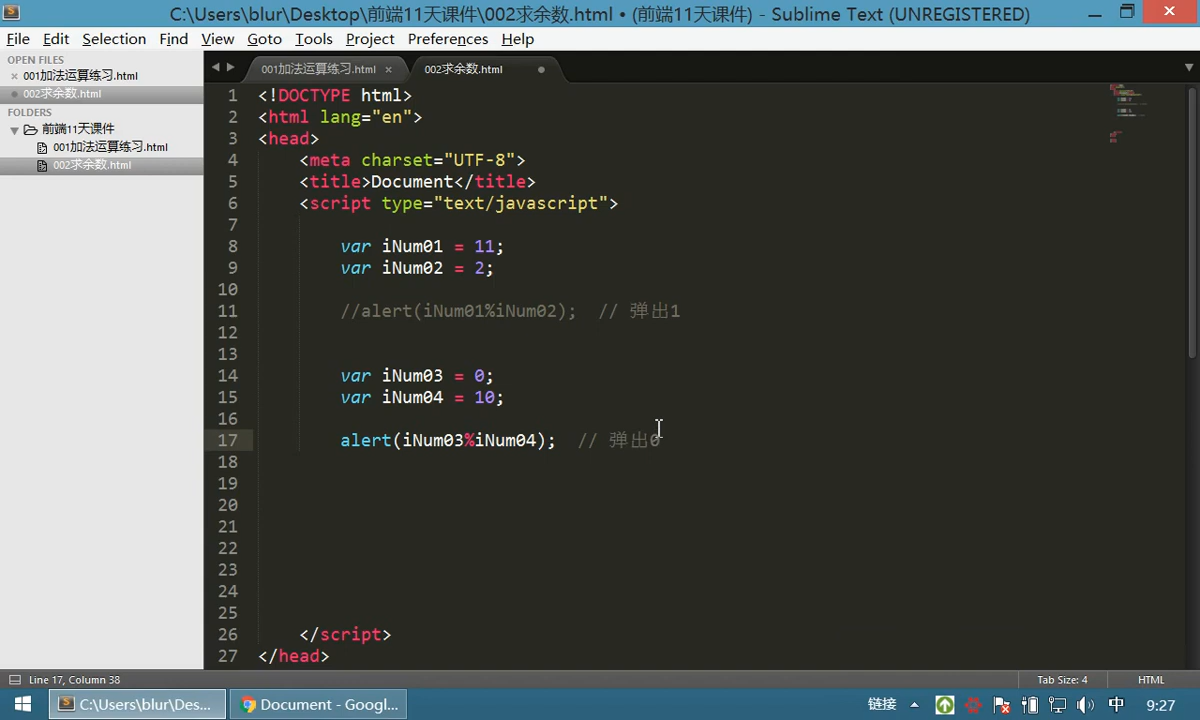 C:\Users\blur\Desktop\前端11天课件\002求余数.html • (前端11天课件) - Sublime Text (UNREGISTERED)
File Edit Selection Find View Goto Tools Project Preferences Help
OPEN FILES
001加法运算练习.html
002求余数.html
FOLDERS
前端11天课件
001加法运算练习.html
002求余数.html
001加法运算练习.html 002求余数.html
1 <!DOCTYPE html>
2 <html lang="en">
3 <head>
4 <meta charset="UTF-8">
5 <title>Document</title>
6 <script type="text/javascript">
7
8 var iNum01 = 11;
9 var iNum02 = 2;
10
11 //alert(iNum01%iNum02); // 弹出1
12
13
14 var iNum03 = 0;
15 var iNum04 = 10;
16
17 alert(iNum03%iNum04); // 弹出0
18
19
20
21
22
23
24
25
26 </script>
27 </head>
Line 17, Column 38 Tab Size: 4 HTML
C:\Users\blur\Des... Document - Googl... 链接 中 9:27